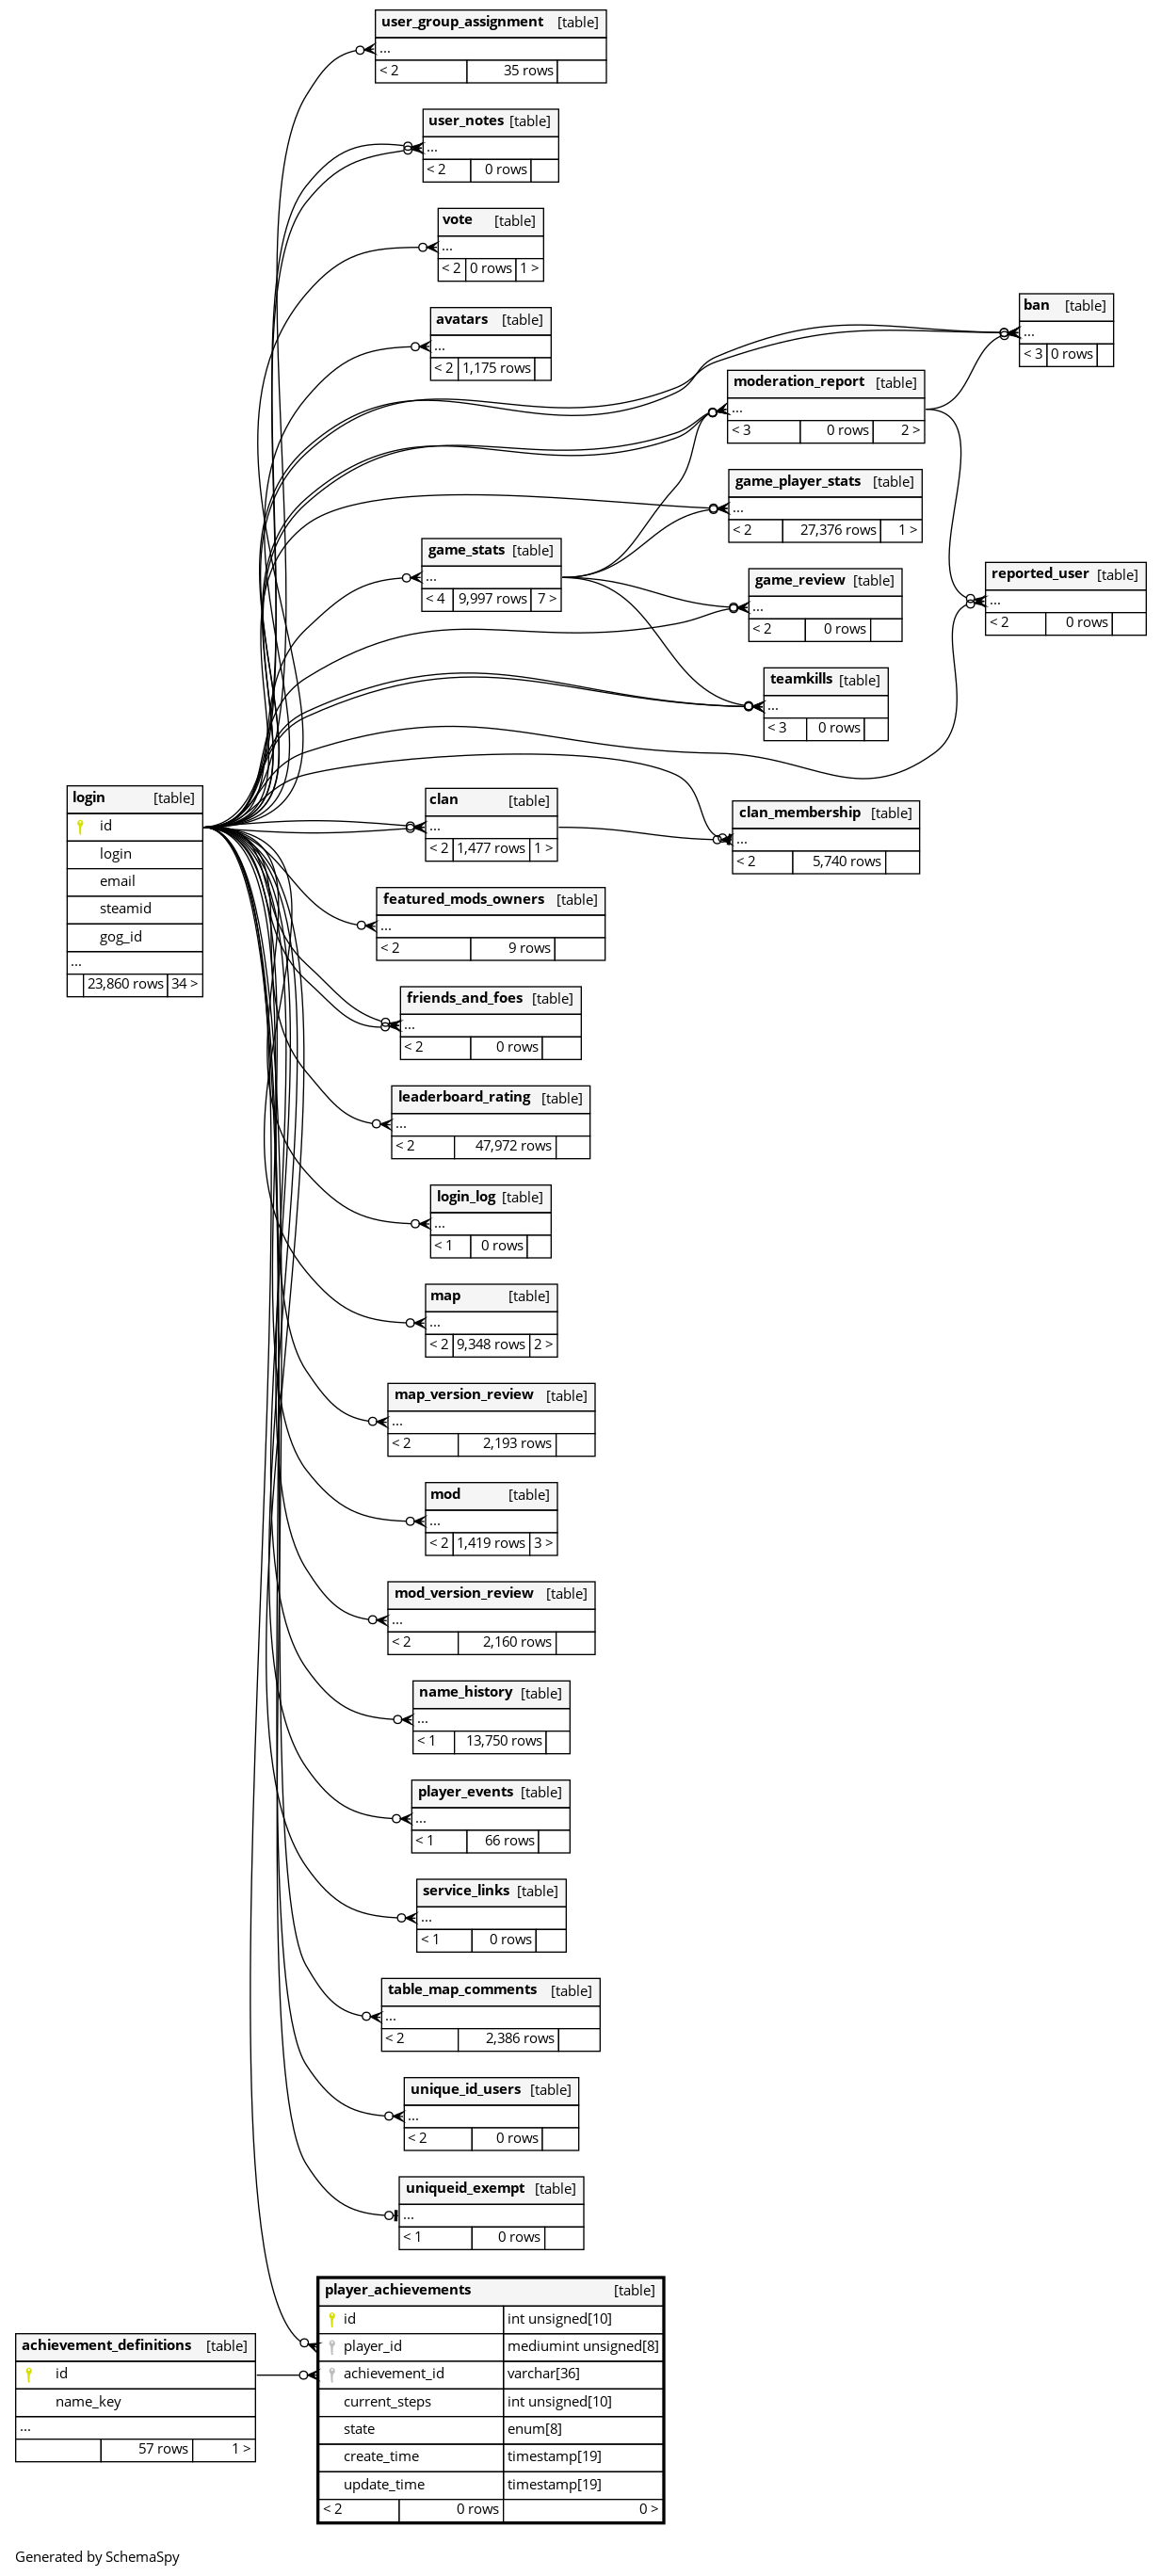 user_group_assignment [table]
...
< 2 35 rows
user_notes [table]
...
< 2 0 rows
vote [table]
...
< 2 0 rows 1 >
avatars [table]
...
< 2 1,175 rows
ban [table]
...
< 3 0 rows
moderation_report [table]
...
< 3 0 rows 2 >
game_player_stats [table]
...
< 2 27,376 rows 1 >
game_stats [table]
...
< 4 9,997 rows 7 >
game_review [table]
...
< 2 0 rows
reported_user [table]
...
< 2 0 rows
teamkills [table]
...
< 3 0 rows
login [table]
id
login
email
steamid
gog_id
...
23,860 rows 34 >
clan [table]
...
< 2 1,477 rows 1 >
clan_membership [table]
...
< 2 5,740 rows
featured_mods_owners [table]
...
< 2 9 rows
friends_and_foes [table]
...
< 2 0 rows
leaderboard_rating [table]
...
< 2 47,972 rows
login_log [table]
...
< 1 0 rows
map [table]
...
< 2 9,348 rows 2 >
map_version_review [table]
...
< 2 2,193 rows
mod [table]
...
< 2 1,419 rows 3 >
mod_version_review [table]
...
< 2 2,160 rows
name_history [table]
...
< 1 13,750 rows
player_events [table]
...
< 1 66 rows
service_links [table]
...
< 1 0 rows
table_map_comments [table]
...
< 2 2,386 rows
unique_id_users [table]
...
< 2 0 rows
uniqueid_exempt [table]
...
< 1 0 rows
player_achievements [table]
id int unsigned[10]
player_id mediumint unsigned[8]
achievement_id varchar[36]
current_steps int unsigned[10]
state enum[8]
create_time timestamp[19]
update_time timestamp[19]
< 2 0 rows 0 >
achievement_definitions [table]
id
name_key
...
57 rows 1 >
Generated by SchemaSpy